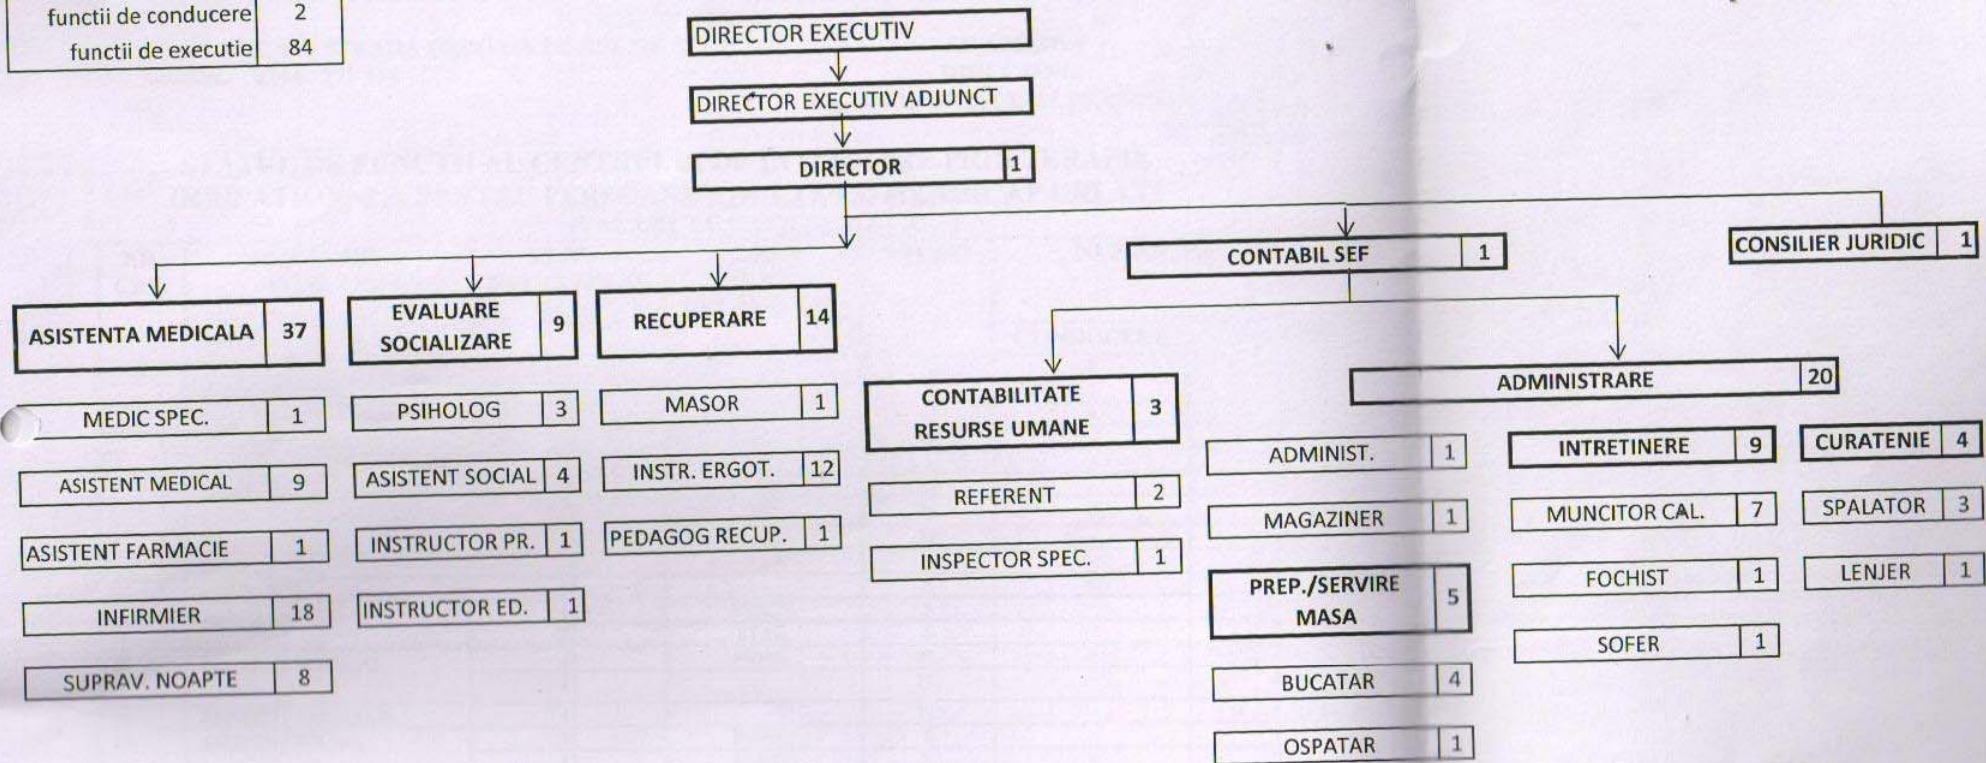 functii de conducere 2
functii de executie 84
DIRECTOR EXECUTIV
DIRECTOR EXECUTIV ADJUNCT
DIRECTOR 1
CONTABIL SEF 1
CONSILIER JURIDIC 1
ASISTENTA MEDICALA 37
MEDIC SPEC. 1
ASISTENT MEDICAL 9
ASISTENT FARMACIE 1
INFIRMIER 18
SUPRAV. NOAPTE 8
EVALUARE
SOCIALIZARE 9
PSIHOLOG 3
ASISTENT SOCIAL 4
INSTRUCTOR PR. 1
INSTRUCTOR ED. 1
RECUPERARE 14
MASOR 1
INSTR. ERGOT. 12
PEDAGOG RECUP. 1
CONTABILITATE
RESURSE UMANE 3
REFERENT 2
INSPECTOR SPEC. 1
ADMINISTRARE 20
ADMINIST. 1
MAGAZINER 1
PREP./SERVIRE
MASA 5
BUCATAR 4
OSPATAR 1
INTRETINERE 9
MUNCITOR CAL. 7
FOCHIST 1
SOFER 1
CURATENIE 4
SPALATOR 3
LENJER 1